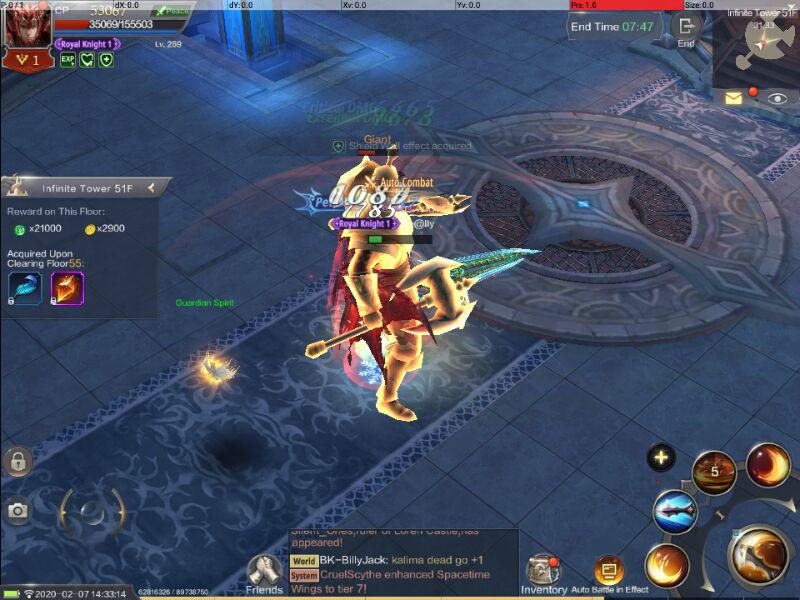 P:0/1 dX:0.0 dY:0.0 Xv:0.0 Yv:0.0 Prs:1.0 Size:0.0
CP 53067 Peace
35069/155503
Royal Knight 1 Lv. 289
1 EXP
End Time 07:47
End
Infinite Tower 51F
Critical DMG
Giant
Shield Wall effect acquired
Auto Combat
Royal Knight 1
Infinite Tower 51F
Reward on This Floor:
x21000 x2900
Acquired Upon
Clearing Floor55:
Guardian Spirit
5
Silent_Ones,ruler of Loren Castle,has
appeared!
World BK-BillyJack: kalima dead go +1
System CruelScythe enhanced Spacetime
Wings to tier 7!
Friends
Inventory Auto Battle in Effect
2020-02-07 14:33:14 62816326 / 89738750